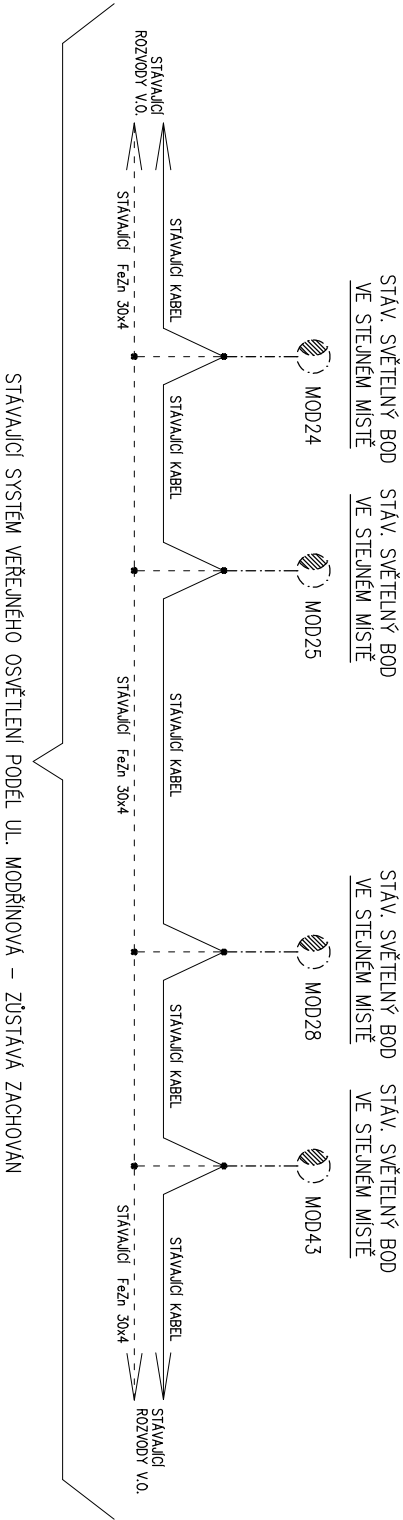 STÁV. SVĚTELNÝ BOD
VE STEJNÉM MÍSTĚ
STÁV. SVĚTELNÝ BOD
VE STEJNÉM MÍSTĚ
STÁV. SVĚTELNÝ BOD
VE STEJNÉM MÍSTĚ
STÁV. SVĚTELNÝ BOD
VE STEJNÉM MÍSTĚ
MOD24
MOD25
MOD28
MOD43
STÁVAJÍCÍ
ROZVODY V.O.
STÁVAJÍCÍ KABEL
STÁVAJÍCÍ KABEL
STÁVAJÍCÍ KABEL
STÁVAJÍCÍ KABEL
STÁVAJÍCÍ KABEL
STÁVAJÍCÍ
ROZVODY V.O.
STÁVAJÍCÍ FeZn 30x4
STÁVAJÍCÍ FeZn 30x4
STÁVAJÍCÍ FeZn 30x4
STÁVAJÍCÍ SYSTÉM VEŘEJNÉHO OSVĚTLENÍ PODÉL UL. MODŘÍNOVÁ – ZŮSTÁVÁ ZACHOVÁN